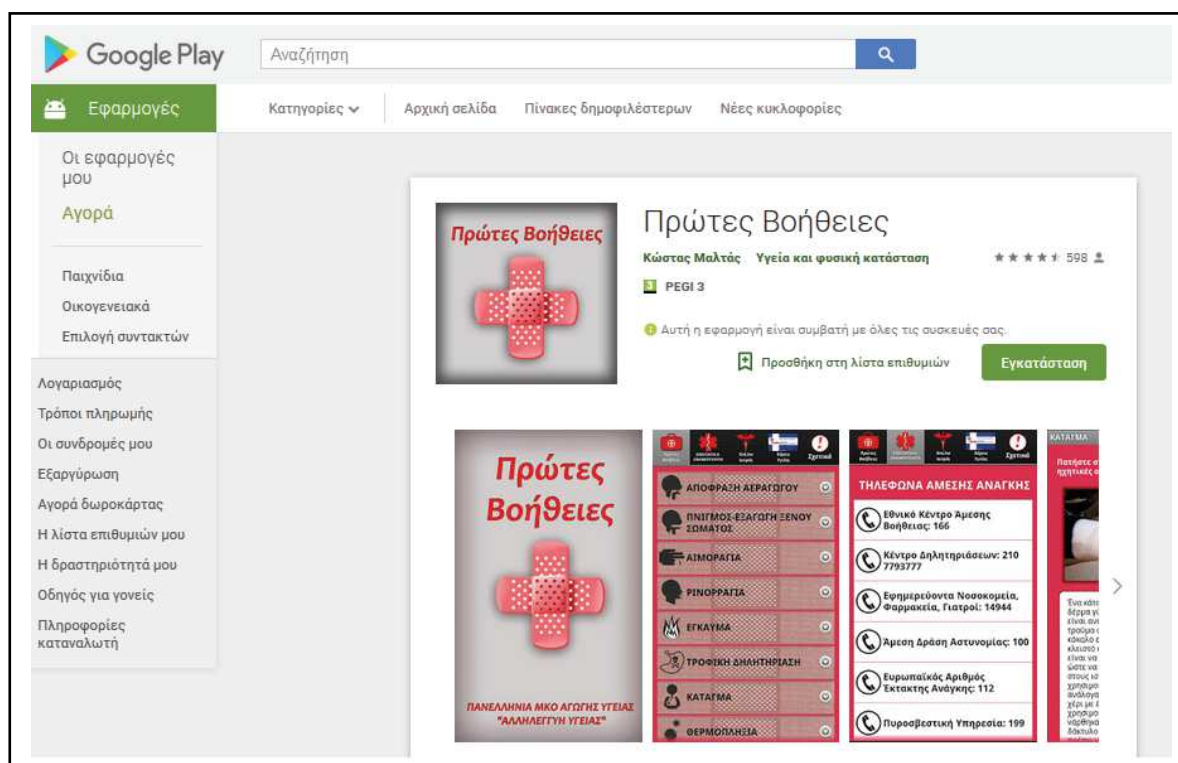 Google Play
Αναζήτηση
Εφαρμογές
Κατηγορίες
Αρχική σελίδα
Πίνακες δημοφιλέστερων
Νέες κυκλοφορίες
Οι εφαρμογές
μου
Αγορά
Παιχνίδια
Οικογενειακά
Επιλογή συντακτών
Λογαριασμός
Τρόποι πληρωμής
Οι συνδρομές μου
Εξαργύρωση
Αγορά δωροκάρτας
Η λίστα επιθυμιών μου
Η δραστηριότητά μου
Οδηγός για γονείς
Πληροφορίες
καταναλωτή
Πρώτες Βοήθειες
Πρώτες Βοήθειες
Κώστας Μαλτάς Υγεία και φυσική κατάσταση
598
3 PEGI 3
Αυτή η εφαρμογή είναι συμβατή με όλες τις συσκευές σας.
Προσθήκη στη λίστα επιθυμιών
Εγκατάσταση
Πρώτες
Βοήθειες
ΠΑΝΕΛΛΗΝΙΑ ΜΚΟ ΑΓΩΓΗΣ ΥΓΕΙΑΣ
"ΑΛΛΗΛΕΓΓΥΗ ΥΓΕΙΑΣ"
Σχετικά
ΑΠΟΦΡΑΞΗ ΑΕΡΑΓΩΓΟΥ
ΠΝΙΓΜΟΣ-ΕΞΑΓΩΓΗ ΞΕΝΟΥ
ΣΩΜΑΤΟΣ
ΑΙΜΟΡΑΓΙΑ
ΡΙΝΟΡΡΑΓΙΑ
ΕΓΚΑΥΜΑ
ΤΡΟΦΙΚΗ ΔΗΛΗΤΗΡΙΑΣΗ
ΚΑΤΑΓΜΑ
ΘΕΡΜΟΠΛΗΞΙΑ
Σχετικά
ΤΗΛΕΦΩΝΑ ΑΜΕΣΗΣ ΑΝΑΓΚΗΣ
Εθνικό Κέντρο Άμεσης
Βοήθειας: 166
Κέντρο Δηλητηριάσεων: 210
7793777
Εφημερεύοντα Νοσοκομεία,
Φαρμακεία, Γιατροί: 14944
Άμεση Δράση Αστυνομίας: 100
Ευρωπαϊκός Αριθμός
Έκτακτης Ανάγκης: 112
Πυροσβεστική Υπηρεσία: 199
ΚΑΤΑΓΜΑ